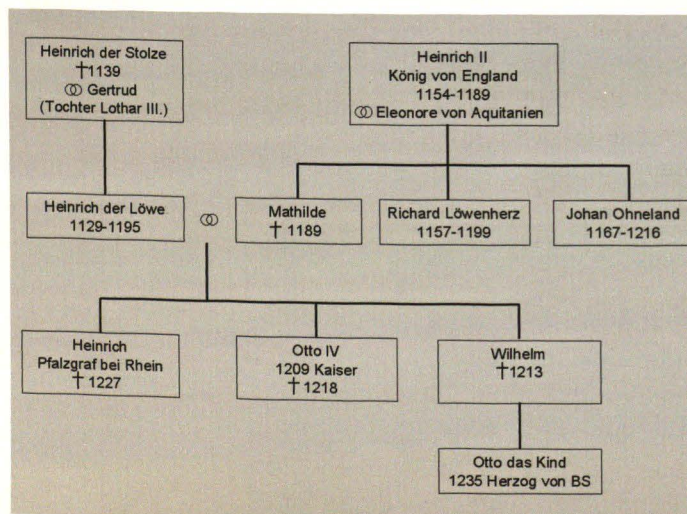 Heinrich der Stolze
†1139
⚭ Gertrud
(Tochter Lothar III.)
Heinrich II
König von England
1154-1189
⚭ Eleonore von Aquitanien
Heinrich der Löwe
1129-1195
⚭
Mathilde
† 1189
Richard Löwenherz
1157-1199
Johan Ohneland
1167-1216
Heinrich
Pfalzgraf bei Rhein
† 1227
Otto IV
1209 Kaiser
† 1218
Wilhelm
†1213
Otto das Kind
1235 Herzog von BS